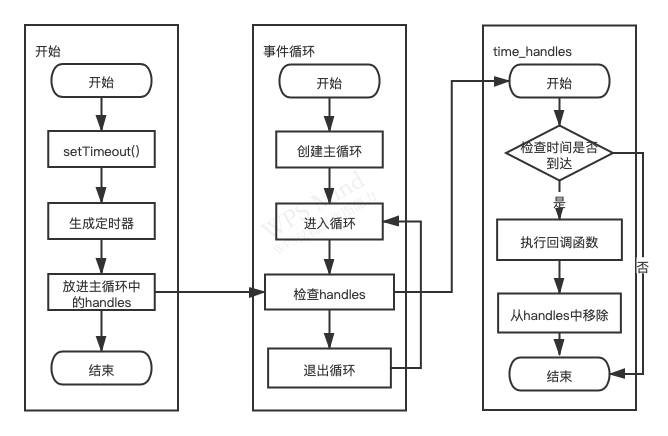 开始
开始
setTimeout()
生成定时器
放进主循环中
的handles
结束
事件循环
开始
创建主循环
进入循环
检查handles
退出循环
time_handles
开始
检查时间是否
到达
是
执行回调函数
否
从handles中移除
结束
WPS Mind